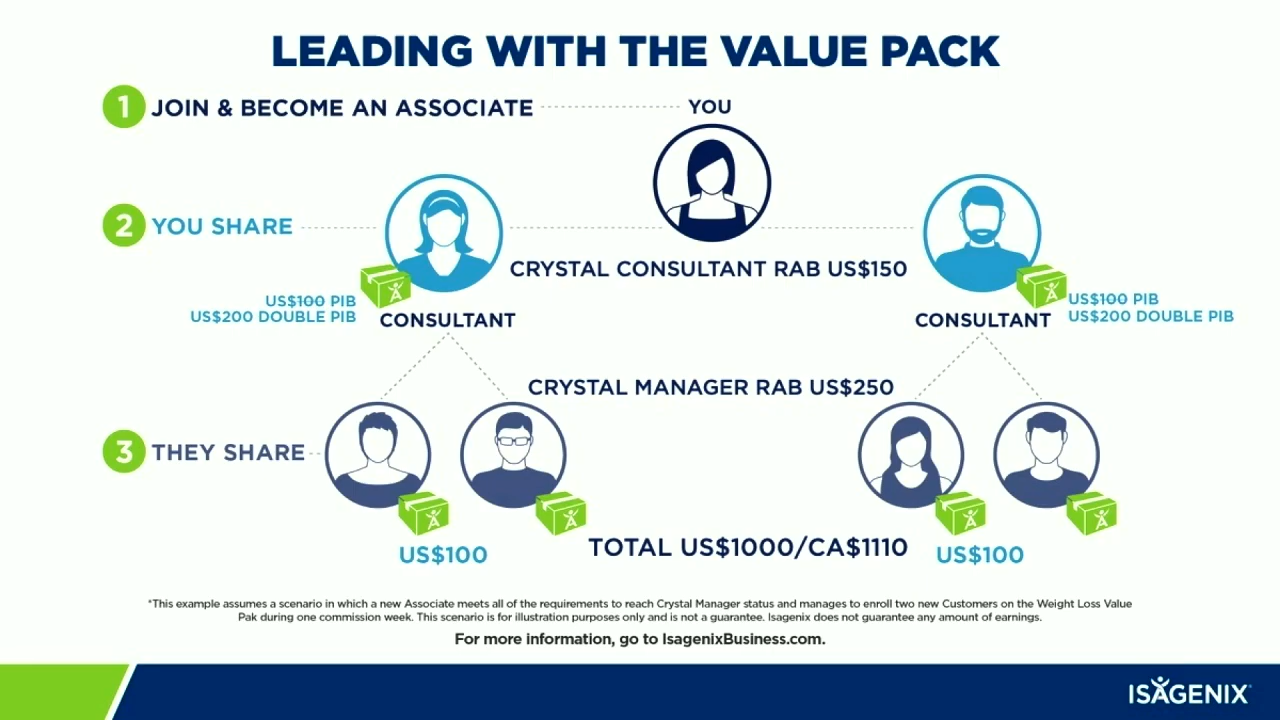 LEADING WITH THE VALUE PACK
1 JOIN & BECOME AN ASSOCIATE
YOU
2 YOU SHARE
CRYSTAL CONSULTANT RAB US$150
US$100 PIB
US$200 DOUBLE PIB
CONSULTANT
US$100 PIB
US$200 DOUBLE PIB
CONSULTANT
CRYSTAL MANAGER RAB US$250
3 THEY SHARE
US$100
TOTAL US$1000/CA$1110
US$100
*This example assumes a scenario in which a new Associate meets all of the requirements to reach Crystal Manager status and manages to enroll two new Customers on the Weight Loss Value
Pak during one commission week. This scenario is for illustration purposes only and is not a guarantee. Isagenix does not guarantee any amount of earnings.
For more information, go to IsagenixBusiness.com.
ISAGENIX